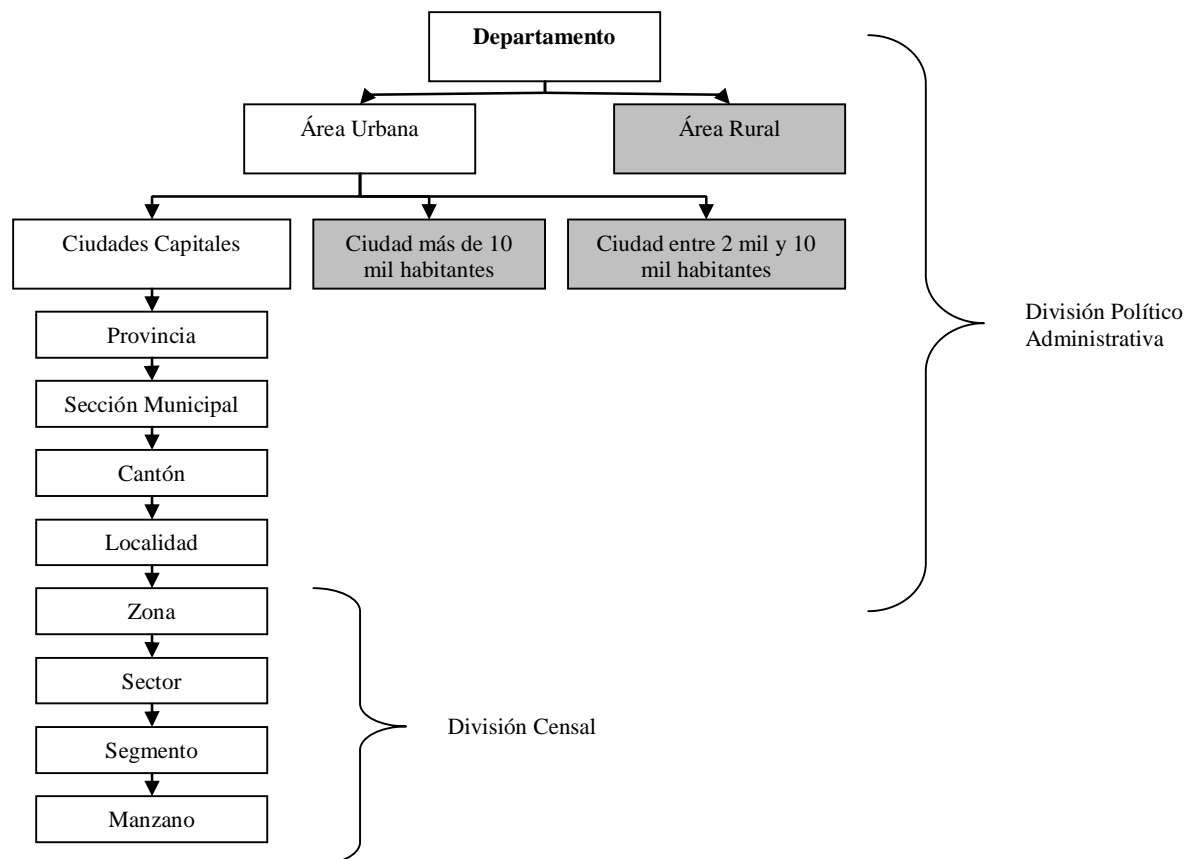 Departamento
Área Urbana
Área Rural
Ciudades Capitales
Ciudad más de 10
mil habitantes
Ciudad entre 2 mil y 10
mil habitantes
Provincia
División Político
Administrativa
Sección Municipal
Cantón
Localidad
Zona
Sector
División Censal
Segmento
Manzano